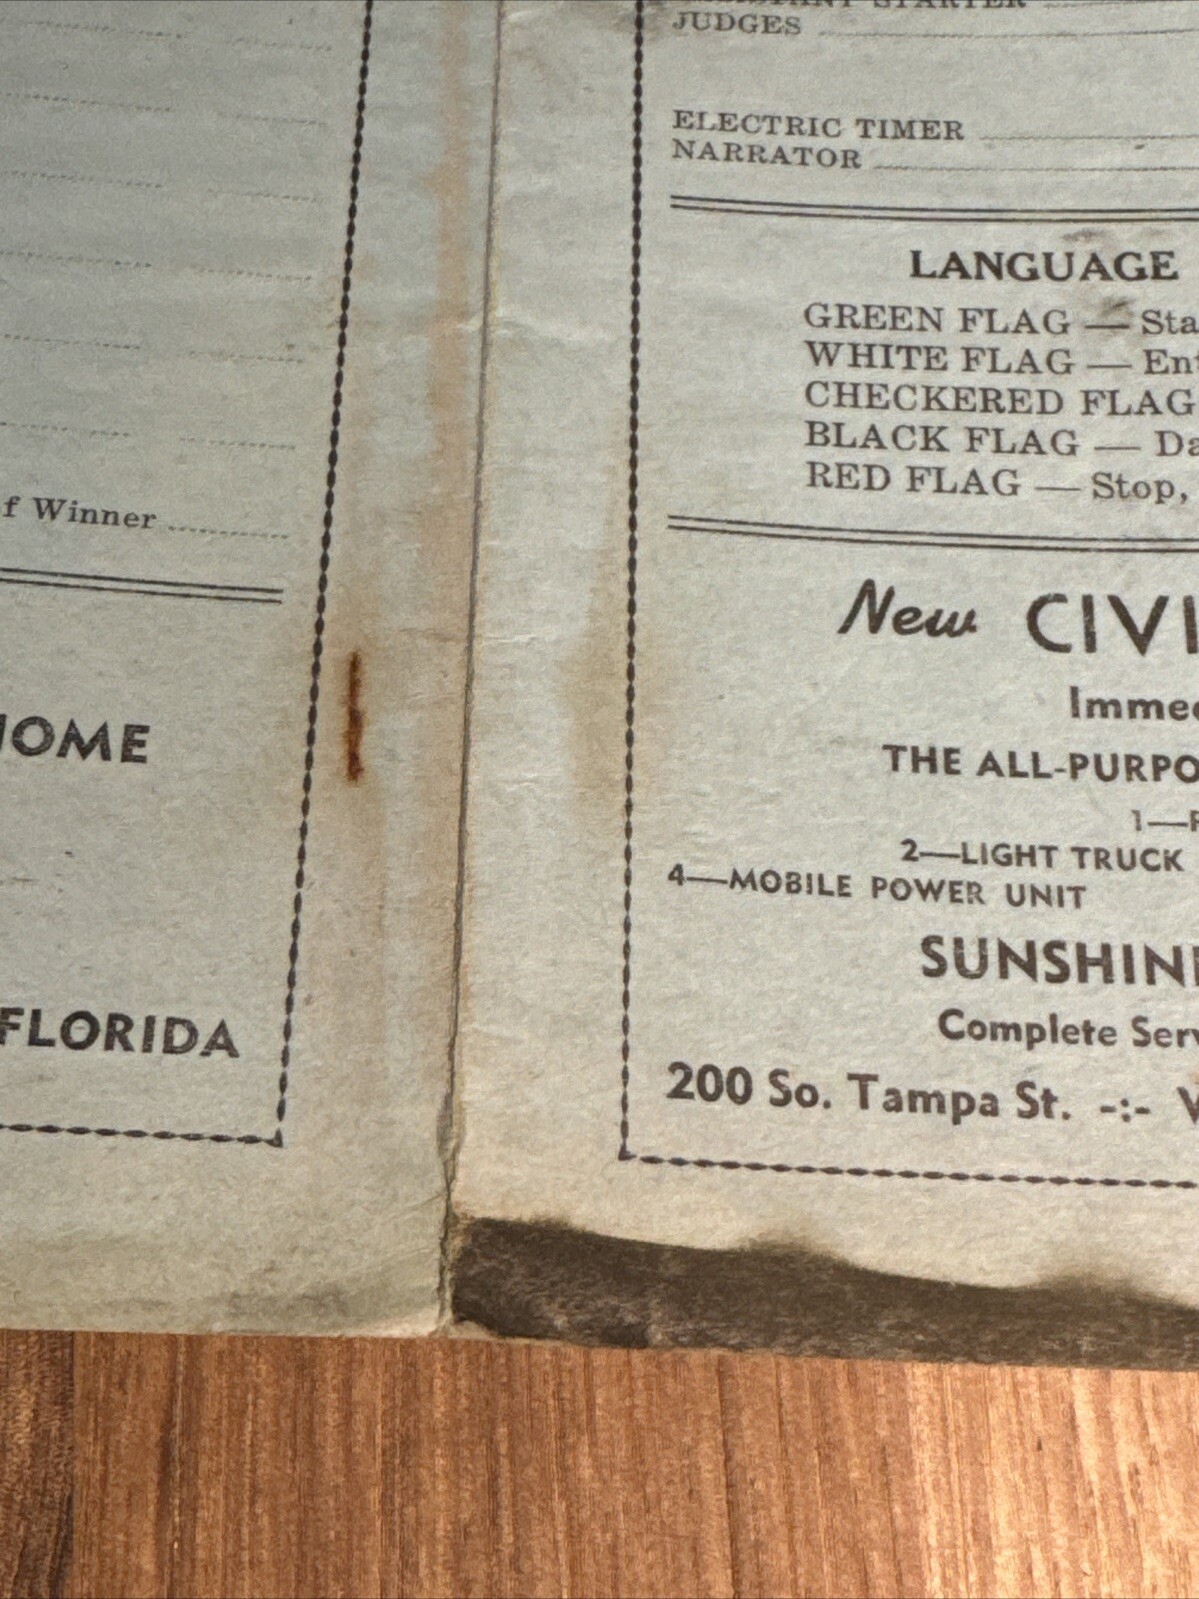 f Winner
OME
FLORIDA
STARTER
JUDGES
ELECTRIC TIMER
NARRATOR
LANGUAGE
GREEN FLAG — Sta
WHITE FLAG — Ent
CHECKERED FLAG
BLACK FLAG — Da
RED FLAG — Stop,
New CIVI
Immed
THE ALL-PURPO
1—
2—LIGHT TRUCK
4—MOBILE POWER UNIT
SUNSHIN
Complete Serv
200 So. Tampa St. -:-